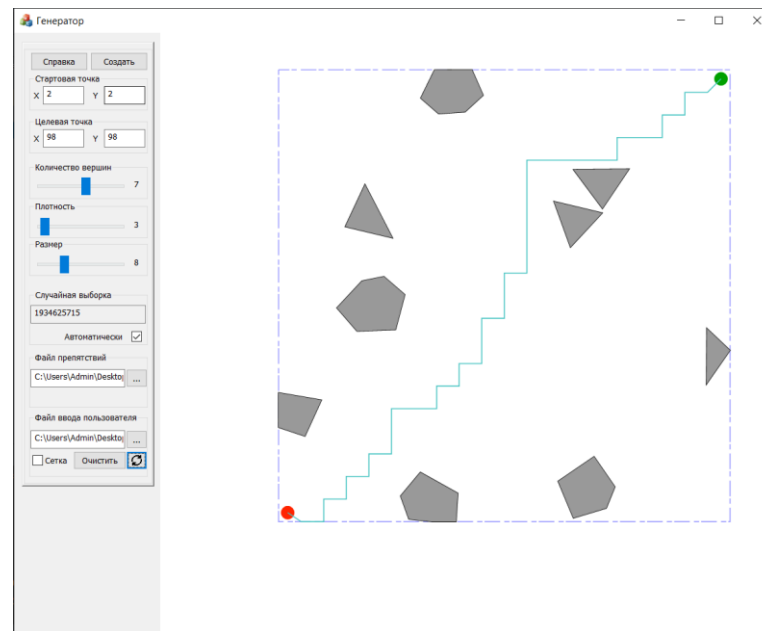 Генератор
Справка Создать
Стартовая точка
X 2 Y 2
Целевая точка
X 98 Y 98
Количество вершин
7
Плотность
3
Размер
8
Случайная выборка
1934625715
Автоматически
Файл препятствий
C:\Users\Admin\Deskto ...
Файл ввода пользователя
C:\Users\Admin\Deskto ...
Сетка Очистить